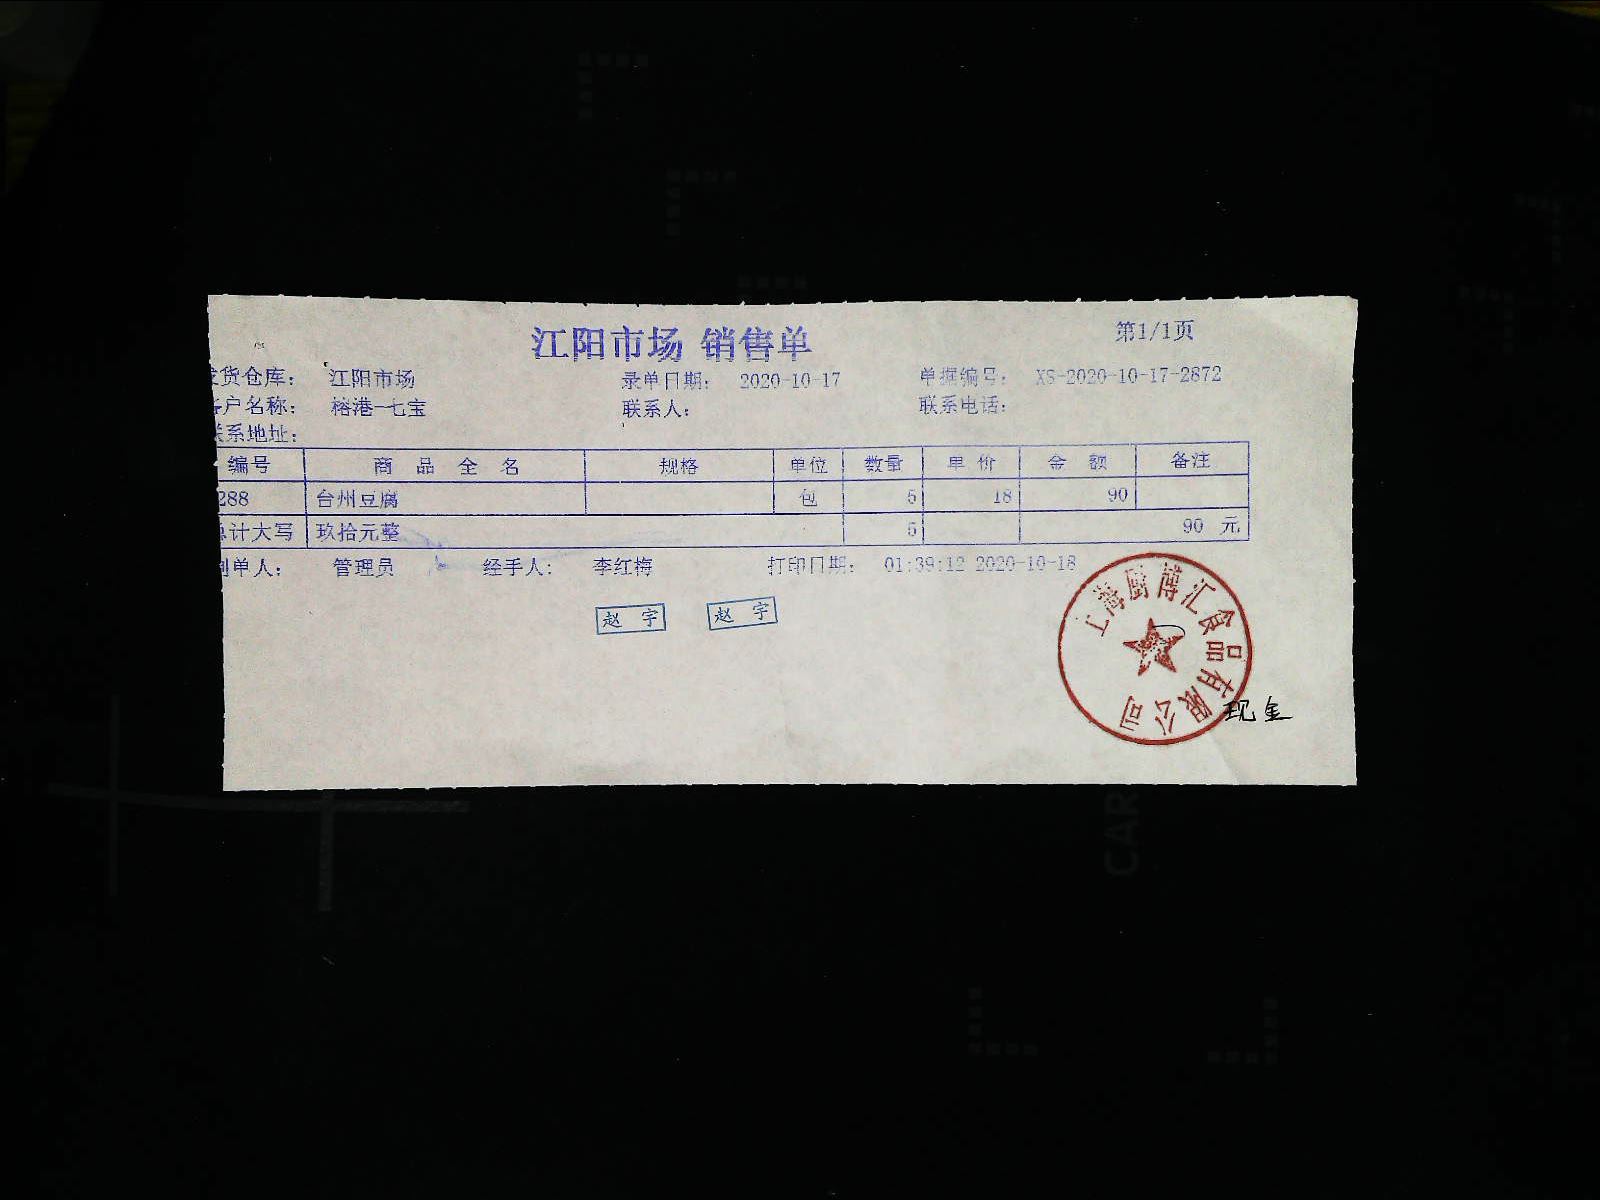 江阳市场 销售单
第1/1页
发货仓库： 江阳市场 录单日期： 2020-10-17 单据编号： XS-2020-10-17-2872
客户名称： 榕港-七宝 联系人： 联系电话：
联系地址：
编号 商品全名 规格 单位 数量 单价 金额 备注
288 台州豆腐 包 5 18 90
总计大写 玖拾元整 5 90 元
制单人： 管理员 经手人： 李红梅 打印日期： 01:39:12 2020-10-18
赵宇 赵宇
上海厨博汇食品有限公司
现金